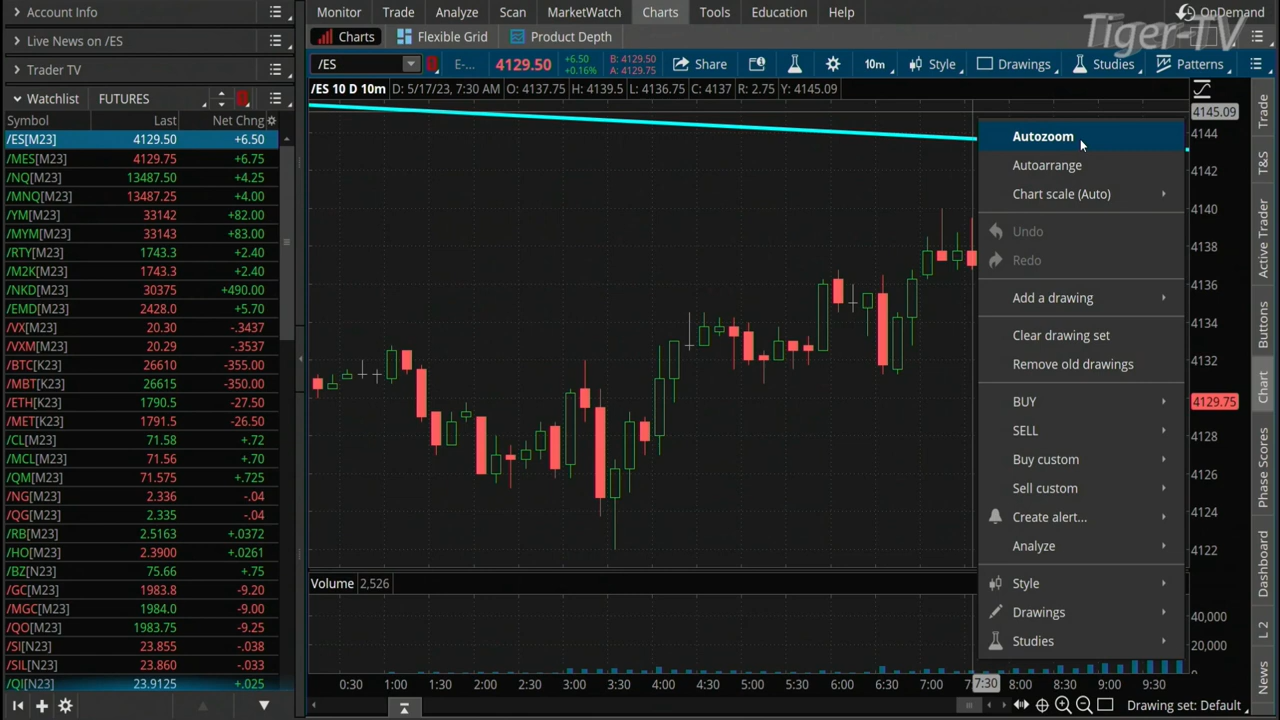 Account Info
Live News on /ES
Trader TV
Watchlist FUTURES
Symbol Last Net Chng
/ES[M23] 4129.50 +6.50
/MES[M23] 4129.75 +6.75
/NQ[M23] 13487.50 +4.25
/MNQ[M23] 13487.25 +4.00
/YM[M23] 33142 +82.00
/MYM[M23] 33143 +83.00
/RTY[M23] 1743.3 +2.40
/M2K[M23] 1743.3 +2.40
/NKD[M23] 30375 +490.00
/EMD[M23] 2428.0 +5.70
/VX[M23] 20.30 -.3437
/VXM[M23] 20.29 -.3537
/BTC[K23] 26610 -355.00
/MBT[K23] 26615 -350.00
/ETH[K23] 1790.5 -27.50
/MET[K23] 1791.5 -26.50
/CL[M23] 71.58 +.72
/MCL[M23] 71.56 +.70
/QM[M23] 71.575 +.725
/NG[M23] 2.336 -.04
/QG[M23] 2.335 -.04
/RB[M23] 2.5163 +.0372
/HO[M23] 2.3900 +.0261
/BZ[N23] 75.66 +.75
/GC[M23] 1983.8 -9.20
/MGC[M23] 1984.0 -9.00
/QO[M23] 1983.75 -9.25
/SI[N23] 23.855 -.038
/SIL[N23] 23.860 -.033
/QI[N23] 23.9125 +.025
Monitor Trade Analyze Scan MarketWatch Charts Tools Education Help
OnDemand
Tiger-TV
Charts Flexible Grid Product Depth
/ES E-... 4129.50 +6.50 +0.16% B: 4129.50 A: 4129.75 Share 10m Style Drawings Studies Patterns
/ES 10 D 10m D: 5/17/23, 7:30 AM O: 4137.75 H: 4139.5 L: 4136.75 C: 4137 R: 2.75 Y: 4145.09
Autozoom
Autoarrange
Chart scale (Auto)
Undo
Redo
Add a drawing
Clear drawing set
Remove old drawings
BUY
SELL
Buy custom
Sell custom
Create alert...
Analyze
Style
Drawings
Studies
4145.09
4144
4142
4140
4138
4136
4134
4132
4129.75
4128
4126
4124
4122
Volume 2,526
40,000
20,000
0:30 1:00 1:30 2:00 2:30 3:00 3:30 4:00 4:30 5:00 5:30 6:00 6:30 7:00 7:30 8:00 8:30 9:00 9:30
Drawing set: Default
Trade
T&S
Active Trader
Buttons
Chart
Phase Scores
Dashboard
L 2
News